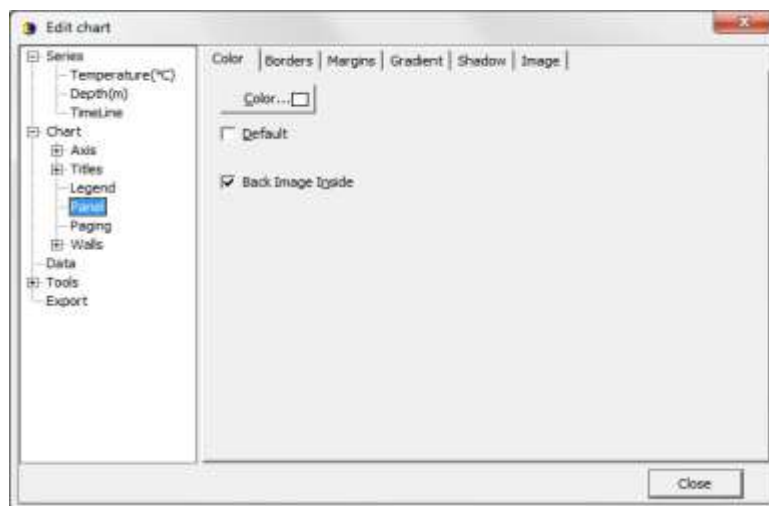 Edit chart
Series
Temperature(°C)
Depth(m)
TimeLine
Chart
Axis
Titles
Legend
Panel
Paging
Walls
Data
Tools
Export
Color Borders Margins Gradient Shadow Image
Color...
Default
Back Image Inside
Close